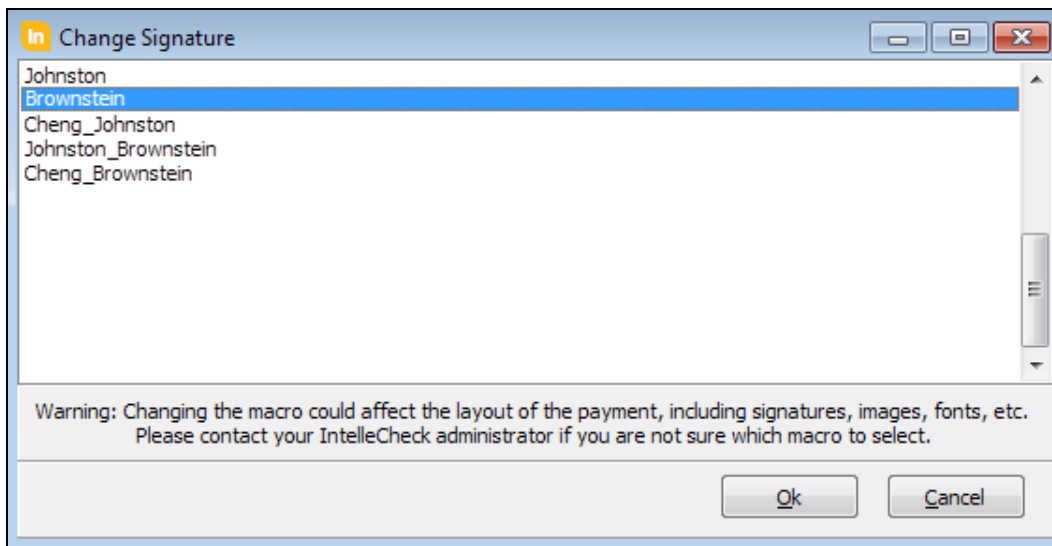 In Change Signature
Johnston
Brownstein
Cheng_Johnston
Johnston_Brownstein
Cheng_Brownstein
Warning: Changing the macro could affect the layout of the payment, including signatures, images, fonts, etc.
Please contact your IntelleCheck administrator if you are not sure which macro to select.
Ok Cancel